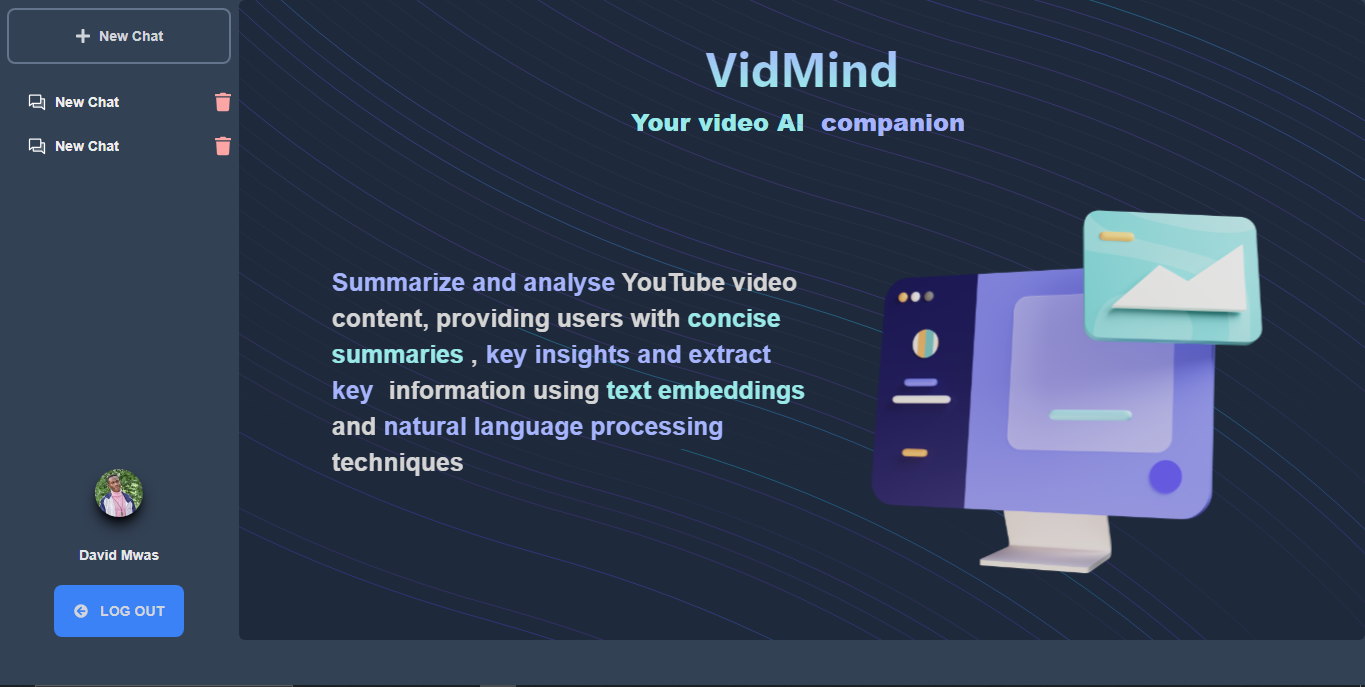 New Chat
New Chat
New Chat
David Mwas
LOG OUT
VidMind
Your video AI companion
Summarize and analyse YouTube video
content, providing users with concise
summaries , key insights and extract
key information using text embeddings
and natural language processing
techniques